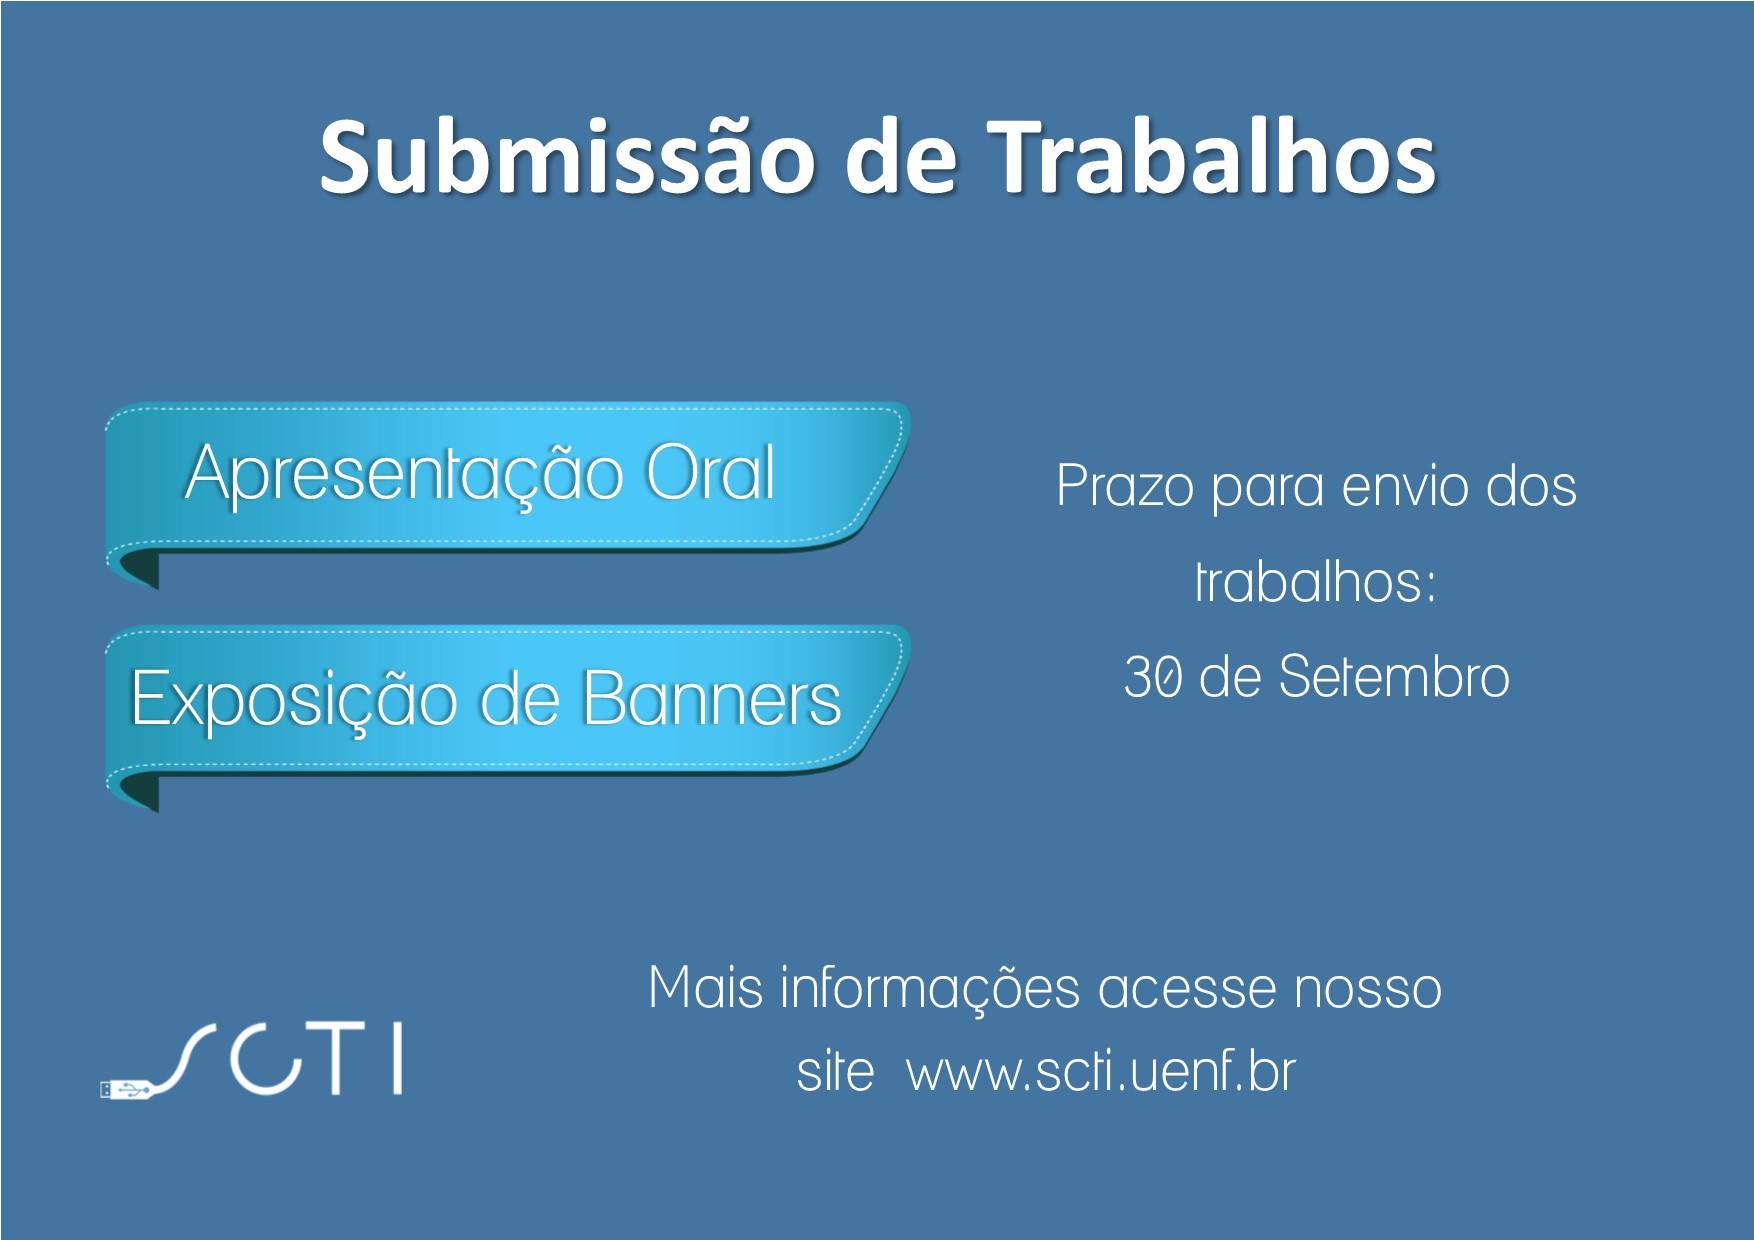 Submissão de Trabalhos
Apresentação Oral
Exposição de Banners
Prazo para envio dos
trabalhos:
30 de Setembro
Mais informações acesse nosso
site www.scti.uenf.br
SCTI